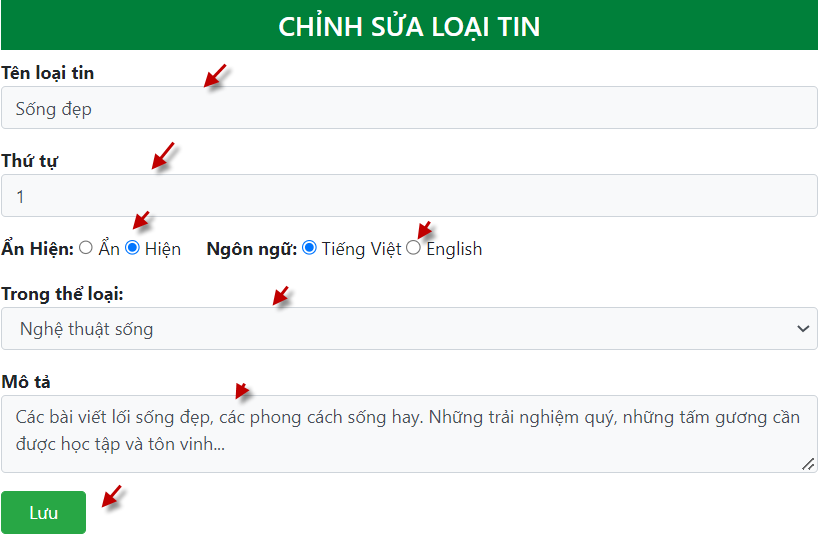 CHỈNH SỬA LOẠI TIN
Tên loại tin
Sống đẹp
Thứ tự
1
Ẩn Hiện: Ẩn Hiện Ngôn ngữ: Tiếng Việt English
Trong thể loại:
Nghệ thuật sống
Mô tả
Các bài viết lối sống đẹp, các phong cách sống hay. Những trải nghiệm quý, những tấm gương cần
được học tập và tôn vinh...
Lưu